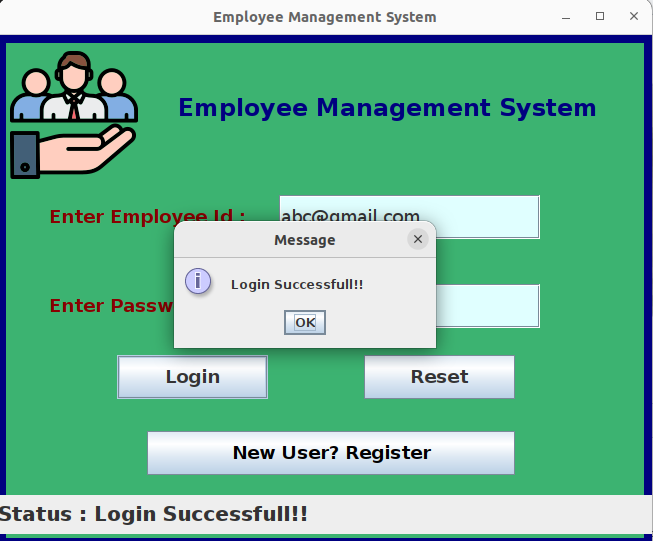 Employee Management System
Employee Management System
Enter Employee Id :
abc@gmail.com
Message
Login Successfull!!
OK
Enter Passw
Login
Reset
New User? Register
Status : Login Successfull!!